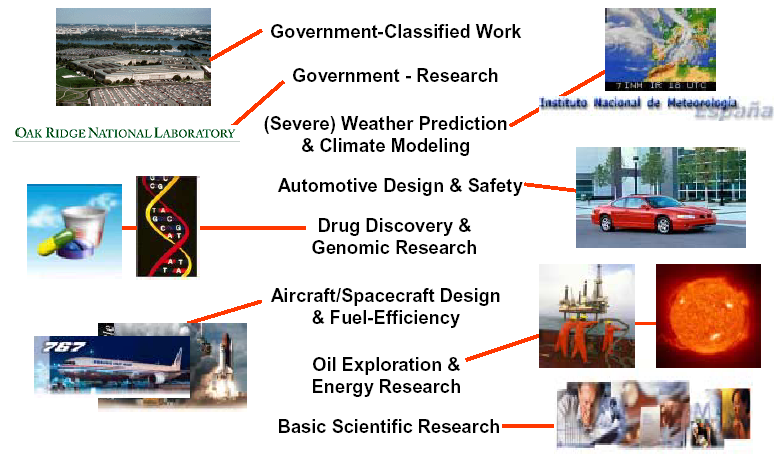 Government-Classified Work
Government - Research
OAK RIDGE NATIONAL LABORATORY
(Severe) Weather Prediction
& Climate Modeling
Instituto Nacional de Meteorología
España
Automotive Design & Safety
Drug Discovery &
Genomic Research
Aircraft/Spacecraft Design
& Fuel-Efficiency
767
Oil Exploration &
Energy Research
Basic Scientific Research